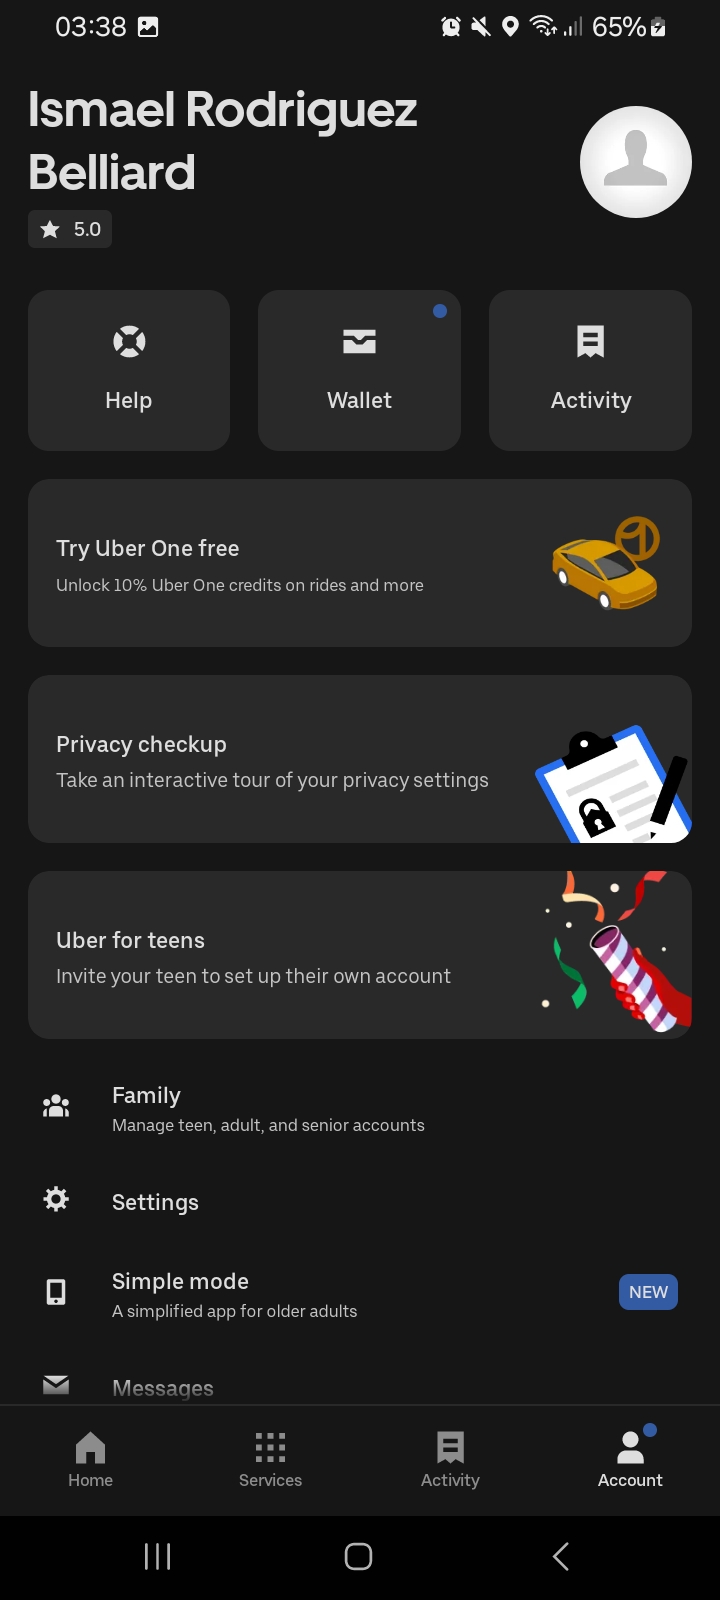 03:38
65%
Ismael Rodriguez
Belliard
5.0
Help
Wallet
Activity
Try Uber One free
Unlock 10% Uber One credits on rides and more
Privacy checkup
Take an interactive tour of your privacy settings
Uber for teens
Invite your teen to set up their own account
Family
Manage teen, adult, and senior accounts
Settings
Simple mode
A simplified app for older adults
NEW
Messages
Home
Services
Activity
Account